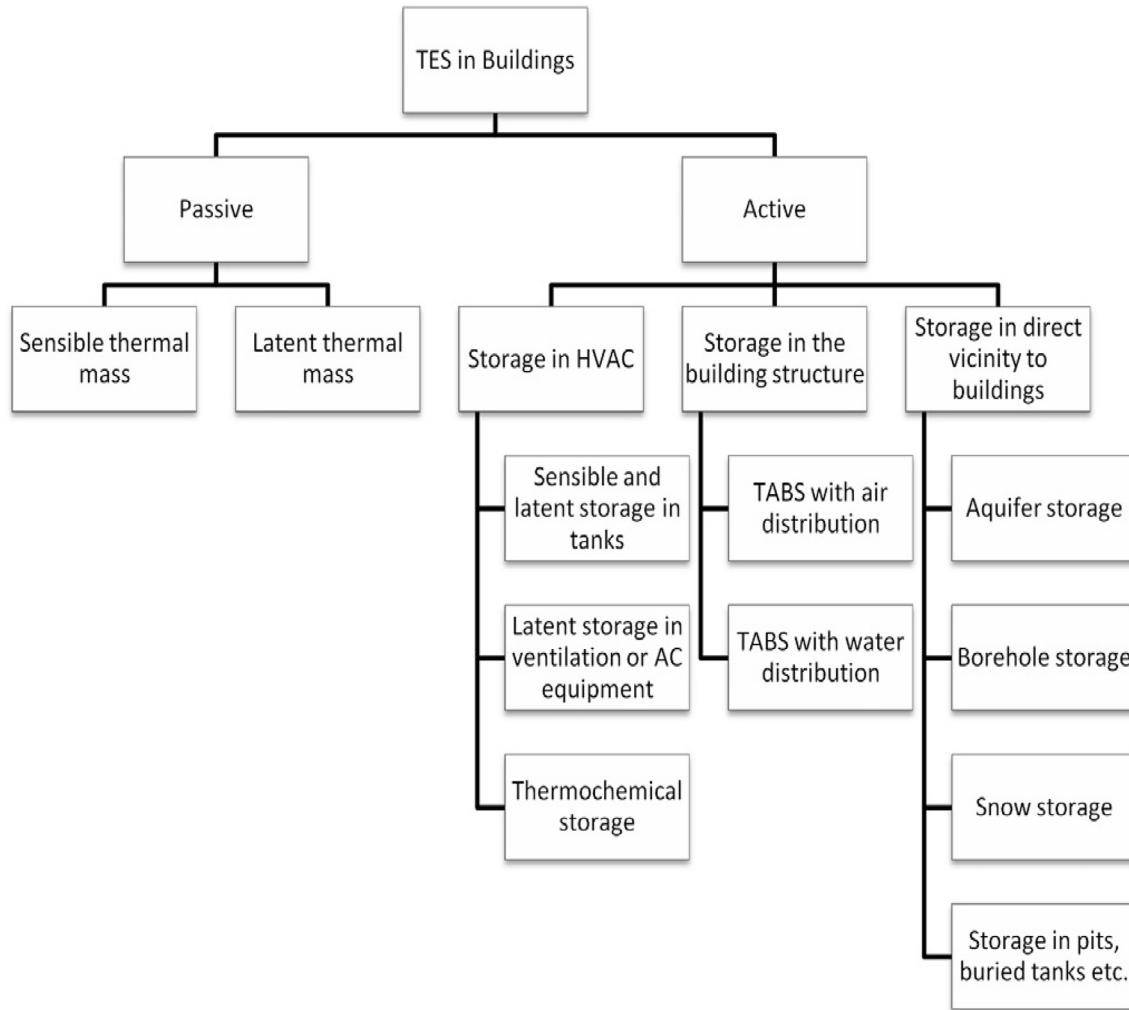 TES in Buildings
Passive
Active
Sensible thermal
mass
Latent thermal
mass
Storage in HVAC
Storage in the
building structure
Storage in direct
vicinity to
buildings
Sensible and
latent storage in
tanks
TABS with air
distribution
Aquifer storage
Latent storage in
ventilation or AC
equipment
TABS with water
distribution
Borehole storage
Thermochemical
storage
Snow storage
Storage in pits,
buried tanks etc.